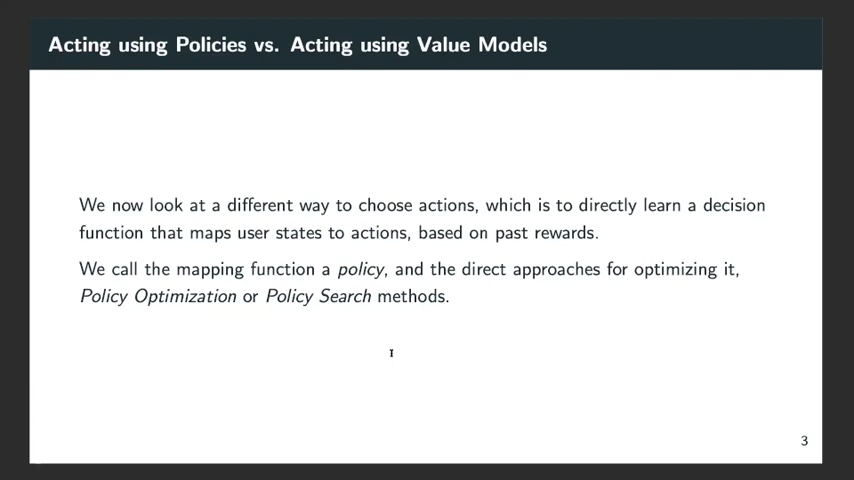 Acting using Policies vs. Acting using Value Models
We now look at a different way to choose actions, which is to directly learn a decision
function that maps user states to actions, based on past rewards.
We call the mapping function a policy, and the direct approaches for optimizing it,
Policy Optimization or Policy Search methods.
3